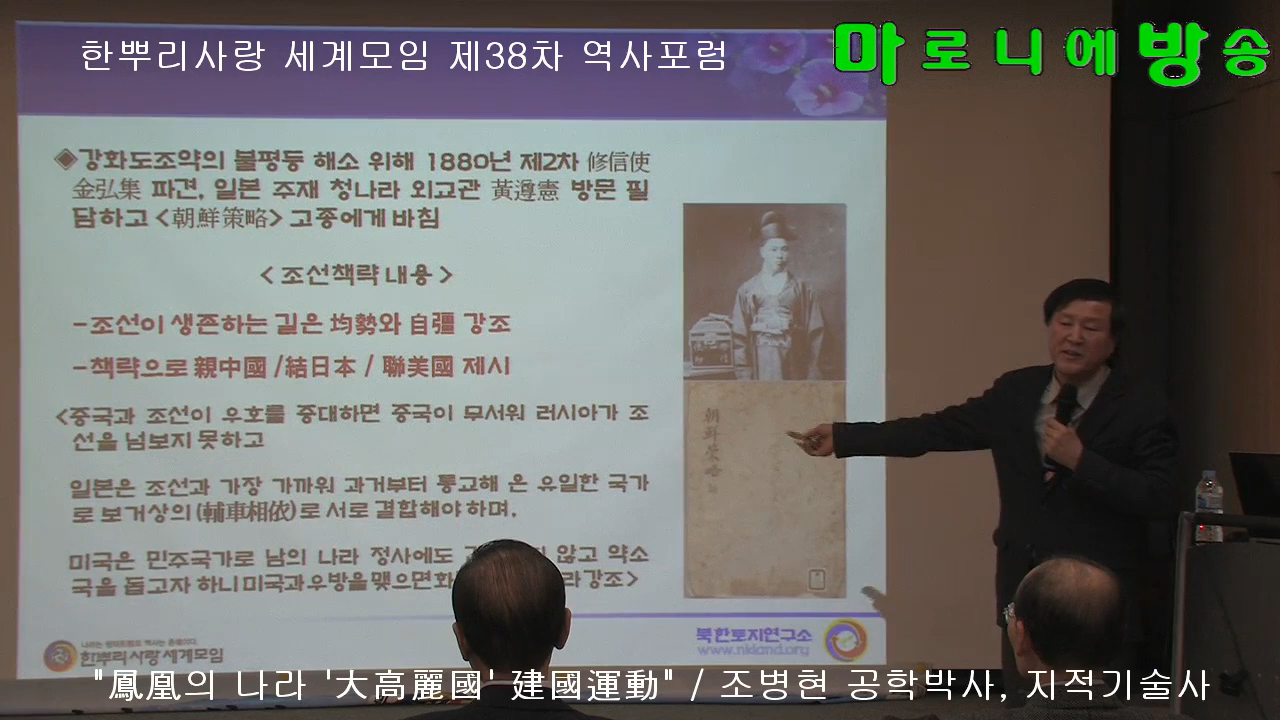 한뿌리사랑 세계모임 제38차 역사포럼
마로니에방송
◈강화도조약의 불평등 해소 위해 1880년 제2차 修信使
金弘集 파견, 일본 주재 청나라 외교관 黃遵憲 방문 필
담하고 <朝鮮策略> 고종에게 바침
< 조선책략 내용 >
-조선이 생존하는 길은 均勢와 自彊 강조
-책략으로 親中國 /結日本 / 聯美國 제시
<중국과 조선이 우호를 증대하면 중국이 무서워 러시아가 조
선을 넘보지 못하고
일본은 조선과 가장 가까워 과거부터 통교해 온 유일한 국가
로 보거상의(輔車相依)로 서로 결합해야 하며,
미국은 민주국가로 남의 나라 정사에도 않고 약소
국을 돕고자 하니 미국과 우방을 맺으면 강조>
朝鮮策略
북한토지연구소
www.nkland.org
한뿌리사랑세계모임
"鳳凰의 나라 '大高麗國' 建國運動" / 조병현 공학박사, 지적기술사